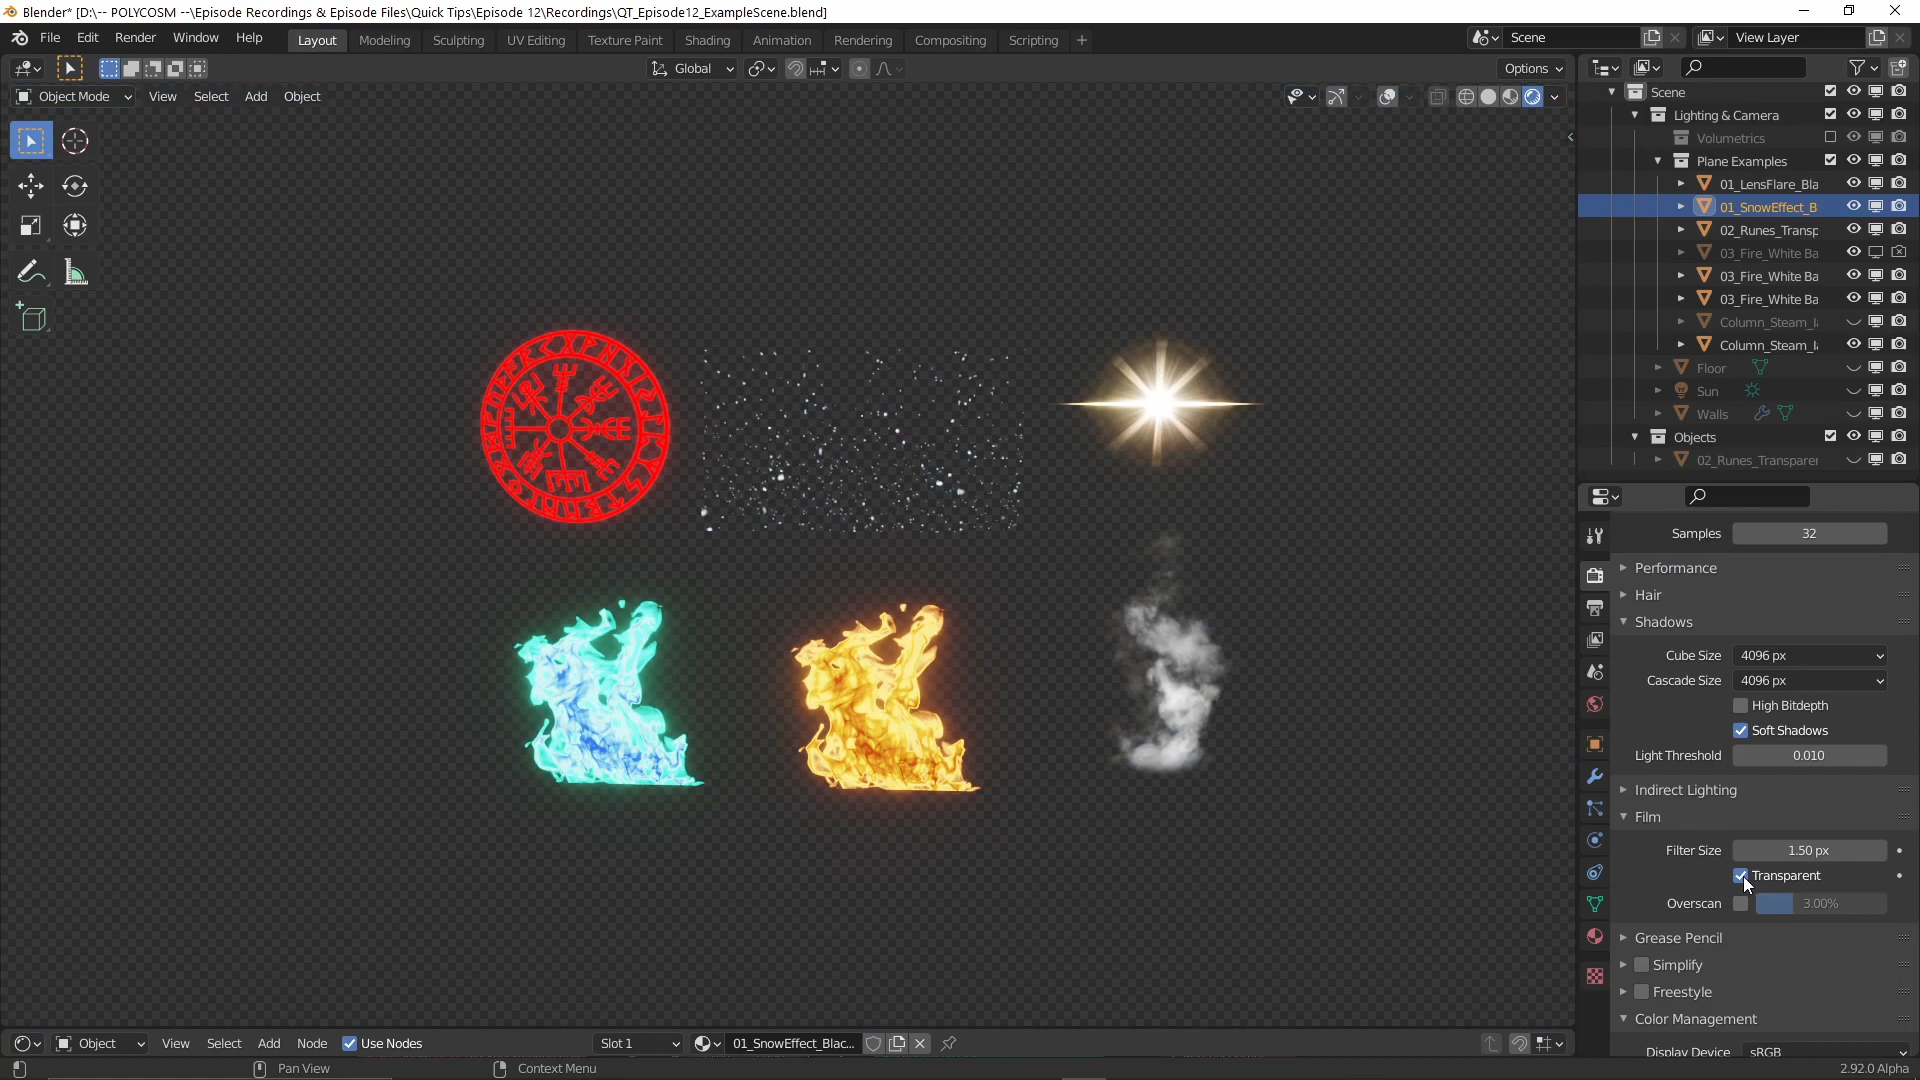 Blender* [D:\-- POLYCOSM --\Episode Recordings & Episode Files\Quick Tips\Episode 12\Recordings\QT_Episode12_ExampleScene.blend]
File Edit Render Window Help Layout Modeling Sculpting UV Editing Texture Paint Shading Animation Rendering Compositing Scripting + Scene View Layer
Global Options
Object Mode View Select Add Object
Scene
Lighting & Camera
Volumetrics
Plane Examples
01_LensFlare_Bla
01_SnowEffect_B
02_Runes_Transp
03_Fire_White Ba
03_Fire_White Ba
03_Fire_White Ba
Column_Steam_l
Column_Steam_l
Floor
Sun
Walls
Objects
02_Runes_Transparen
Samples 32
Performance
Hair
Shadows
Cube Size 4096 px
Cascade Size 4096 px
High Bitdepth
Soft Shadows
Light Threshold 0.010
Indirect Lighting
Film
Filter Size 1.50 px
Transparent
Overscan 3.00%
Grease Pencil
Simplify
Freestyle
Color Management
Display Device sRGB
Object View Select Add Node Use Nodes Slot 1 01_SnowEffect_Blac...
Pan View Context Menu 2.92.0 Alpha